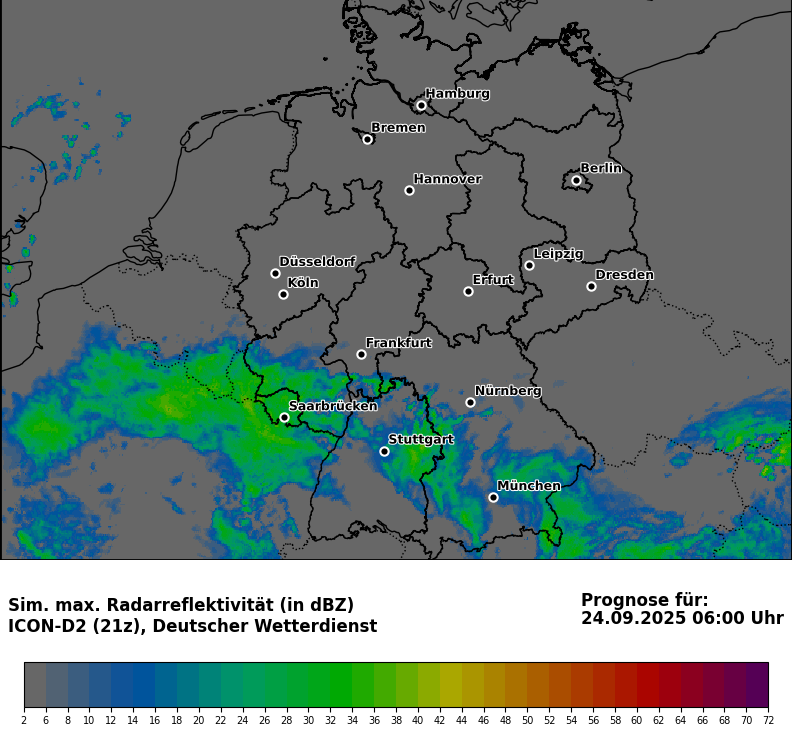 Hamburg
Bremen
Berlin
Hannover
Leipzig
Düsseldorf
Dresden
Köln
Erfurt
Frankfurt
Nürnberg
Saarbrücken
Stuttgart
München
Sim. max. Radarreflektivität (in dBZ)
ICON-D2 (21z), Deutscher Wetterdienst
Prognose für:
24.09.2025 06:00 Uhr
2 6 8 10 12 14 16 18 20 22 24 26 28 30 32 34 36 38 40 42 44 46 48 50 52 54 56 58 60 62 64 66 70 72